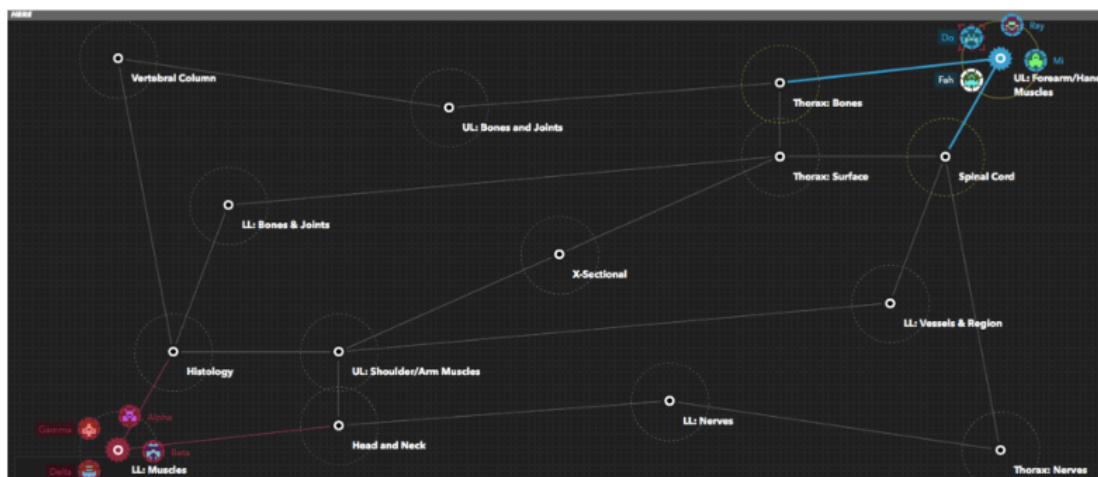 HERE
Ray
Do
Mi
Vertebral Column
Fah
UL: Forearm/Hand
Muscles
Thorax: Bones
UL: Bones and Joints
Thorax: Surface
Spinal Cord
LL: Bones & Joints
X-Sectional
LL: Vessels & Region
Histology
UL: Shoulder/Arm Muscles
Alpha
Gamma
LL: Nerves
Head and Neck
Beta
Delta
LL: Muscles
Thorax: Nerves